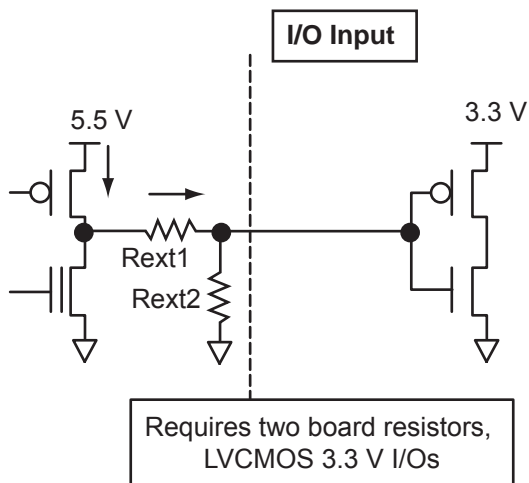 I/O Input
5.5 V
3.3 V
Rext1
Rext2
Requires two board resistors,
LVCMOS 3.3 V I/Os